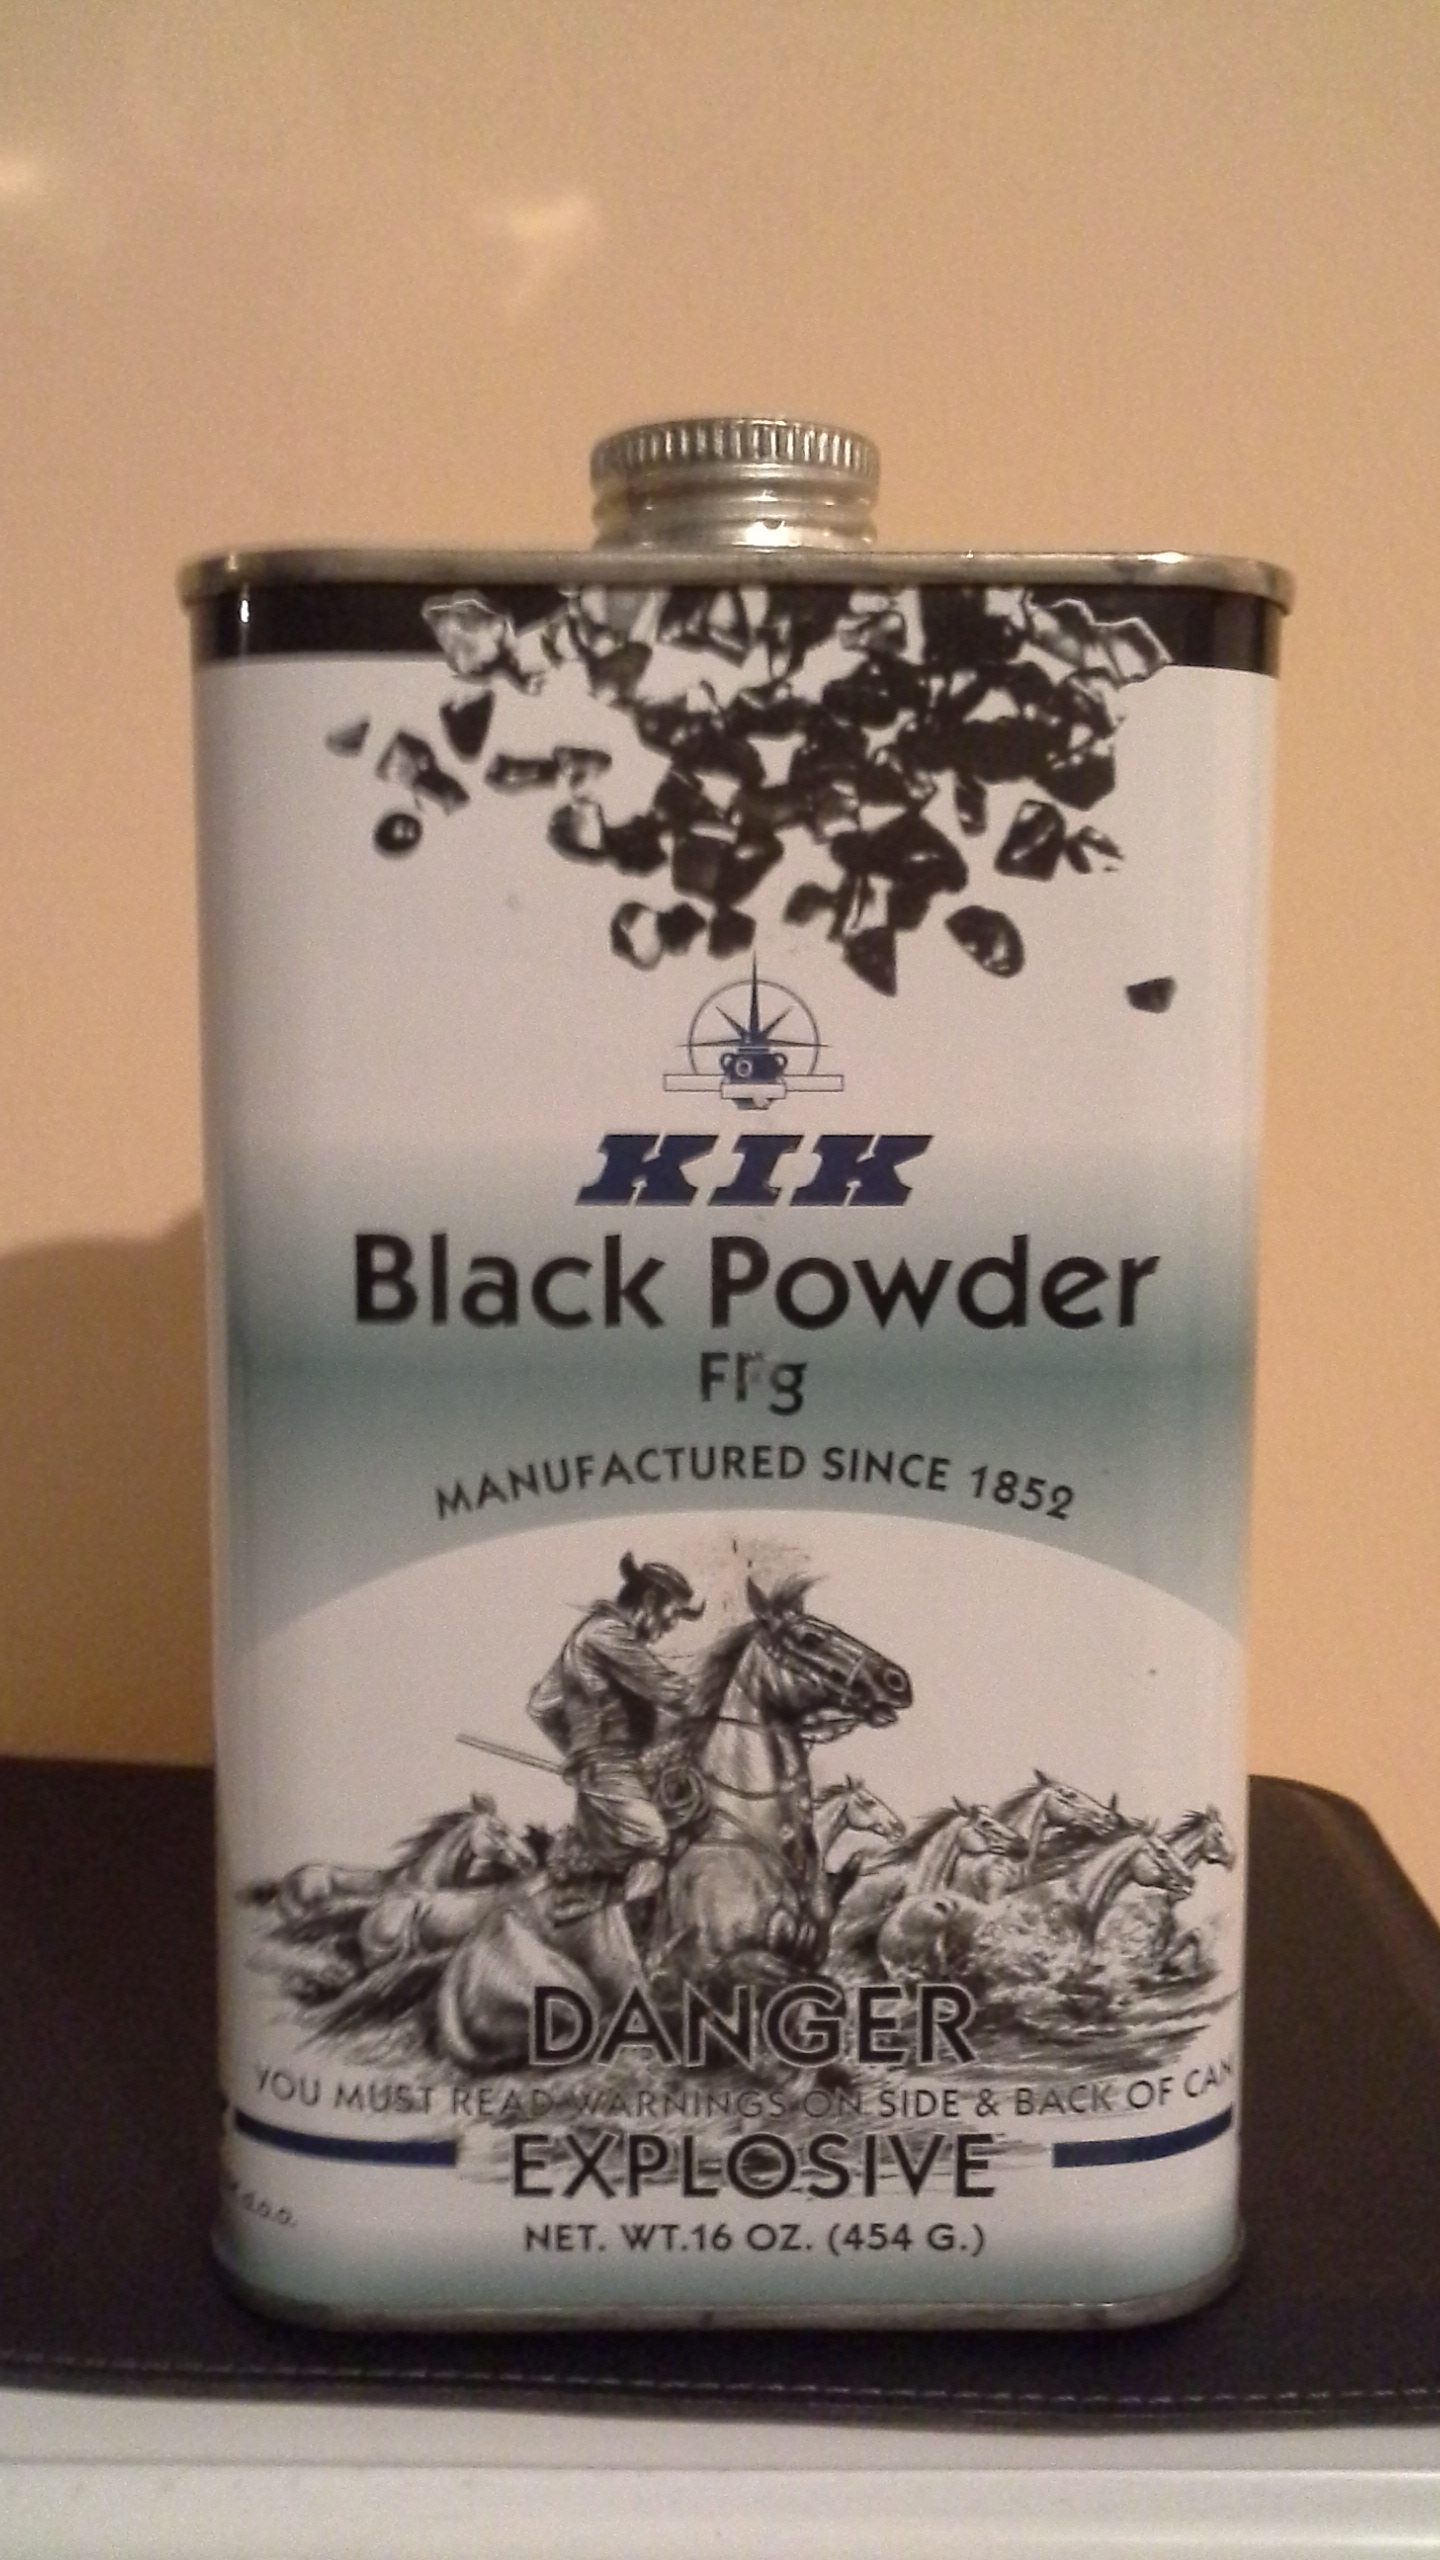 KIK
Black Powder
FFg
MANUFACTURED SINCE 1852
DANGER
YOU MUST READ WARNINGS ON SIDE & BACK OF CAN
EXPLOSIVE
d.o.o.
NET. WT.16 OZ. (454 G.)